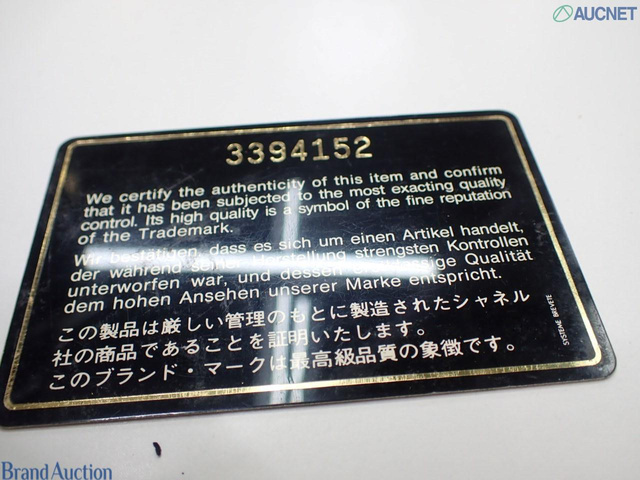 AUCNET
3394152
We certify the authenticity of this item and confirm
that it has been subjected to the most exacting quality
control. Its high quality is a symbol of the fine reputation
of the Trademark.
Wir bestätigen, dass es sich um einen Artikel handelt,
der während seiner Herstellung strengsten Kontrollen
unterworfen war, und dessen Qualität
dem hohen Ansehen unserer Marke entspricht.
この製品は厳しい管理のもとに製造されたシャネル
社の商品であることを証明いたします。
このブランド・マークは最高級品質の象徴です。
SYSTEME BREVETE
Brand Auction